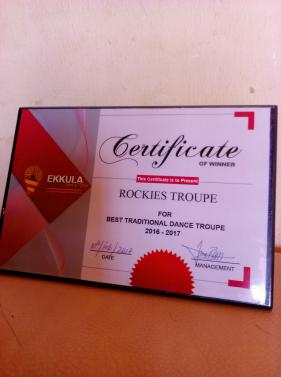 Certificate
OF WINNER
EKKULA
This Certificate is to Present
ROCKIES TROUPE
FOR
BEST TRADITIONAL DANCE TROUPE
2016 - 2017
DATE
MANAGEMENT